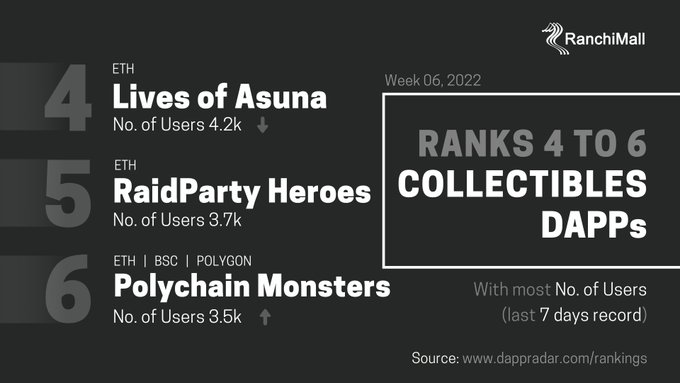 RanchiMall
4
ETH
Lives of Asuna
No. of Users 4.2k
5
ETH
RaidParty Heroes
No. of Users 3.7k
6
ETH | BSC | POLYGON
Polychain Monsters
No. of Users 3.5k
Week 06, 2022
RANKS 4 TO 6
COLLECTIBLES
DAPPs
With most No. of Users
(last 7 days record)
Source: www.dappradar.com/rankings